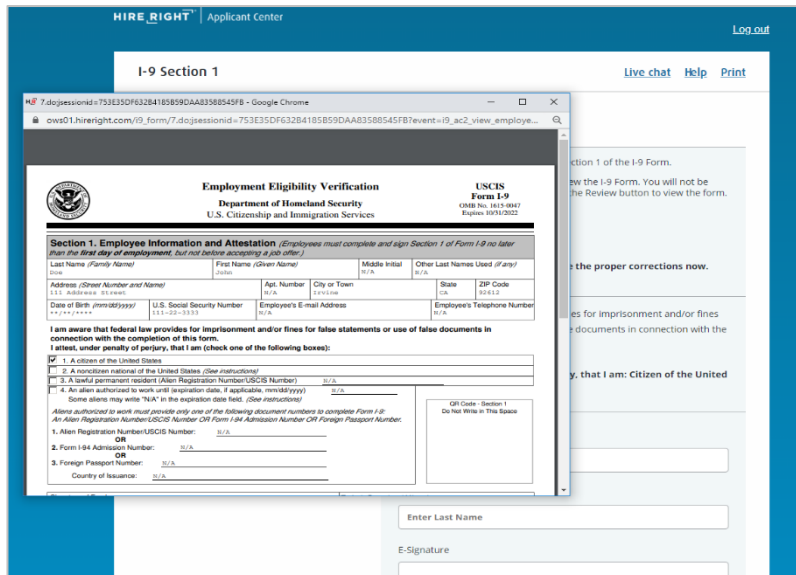 HIRE RIGHT Applicant Center
Log out
I-9 Section 1
Live chat Help Print
7.do;jsessionid=753E35DF632B4185B59DAA83588545FB - Google Chrome
ows01.hireright.com/i9_form/7.do;jsessionid=753E35DF632B4185B59DAA83588545FB?event=i9_ac2_view_employe...
ction 1 of the I-9 Form.
ew the I-9 Form. You will not be
the Review button to view the form.
e the proper corrections now.
es for imprisonment and/or fines
e documents in connection with the
y, that I am: Citizen of the United
Employment Eligibility Verification
Department of Homeland Security
U.S. Citizenship and Immigration Services
USCIS
Form I-9
OMB No. 1615-0047
Expires 10/31/2022
Section 1. Employee Information and Attestation (Employees must complete and sign Section 1 of Form I-9 no later
than the first day of employment, but not before accepting a job offer.)
Last Name (Family Name) First Name (Given Name) Middle Initial Other Last Names Used (if any)
Doe John N/A N/A
Address (Street Number and Name) Apt. Number City or Town State ZIP Code
111 Address Street N/A Irvine CA 92612
Date of Birth (mm/dd/yyyy) U.S. Social Security Number Employee's E-mail Address Employee's Telephone Number
**/**/**** 111-22-3333 N/A N/A
I am aware that federal law provides for imprisonment and/or fines for false statements or use of false documents in
connection with the completion of this form.
I attest, under penalty of perjury, that I am (check one of the following boxes):
1. A citizen of the United States
2. A noncitizen national of the United States (See instructions)
3. A lawful permanent resident (Alien Registration Number/USCIS Number) N/A
4. An alien authorized to work until (expiration date, if applicable, mm/dd/yyyy) N/A
Some aliens may write "N/A" in the expiration date field. (See instructions)
Aliens authorized to work must provide only one of the following document numbers to complete Form I-9:
An Alien Registration Number/USCIS Number OR Form I-94 Admission Number OR Foreign Passport Number.
1. Alien Registration Number/USCIS Number: N/A
OR
2. Form I-94 Admission Number: N/A
OR
3. Foreign Passport Number: N/A
Country of Issuance: N/A
QR Code - Section 1
Do Not Write in This Space
Enter Last Name
E-Signature